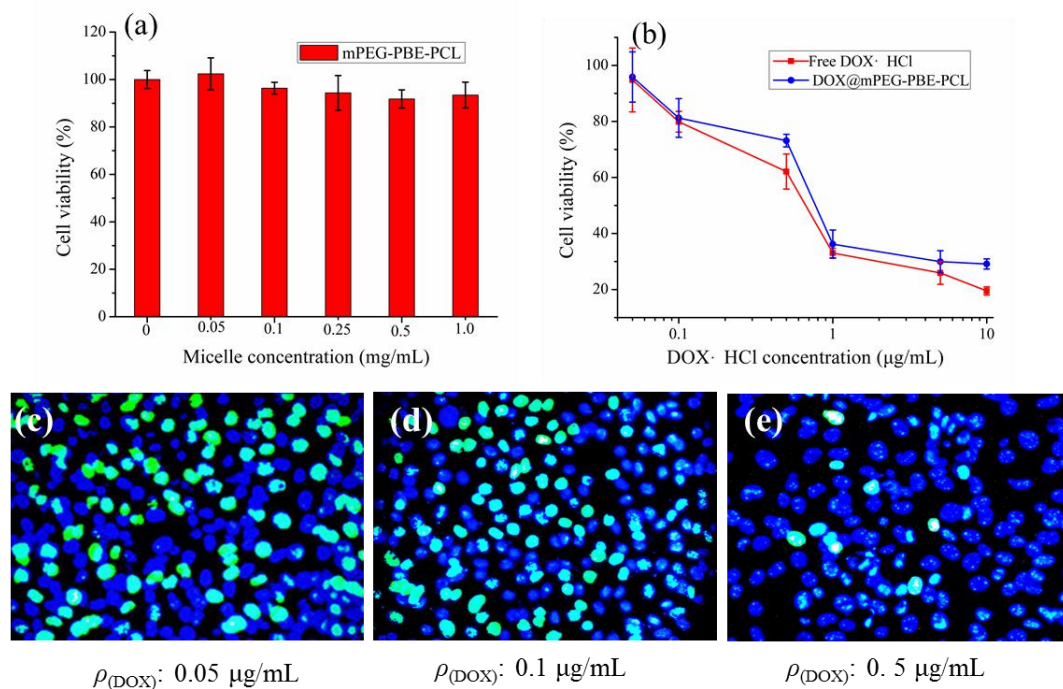 (a)
mPEG-PBE-PCL
Cell viability (%)
120
100
80
60
40
20
0
0 0.05 0.1 0.25 0.5 1.0
Micelle concentration (mg/mL)
(b)
Free DOX· HCl
DOX@mPEG-PBE-PCL
Cell viability (%)
100
80
60
40
20
0.1 1 10
DOX· HCl concentration (μg/mL)
(c)
(d)
(e)
ρ(DOX): 0.05 μg/mL
ρ(DOX): 0.1 μg/mL
ρ(DOX): 0. 5 μg/mL